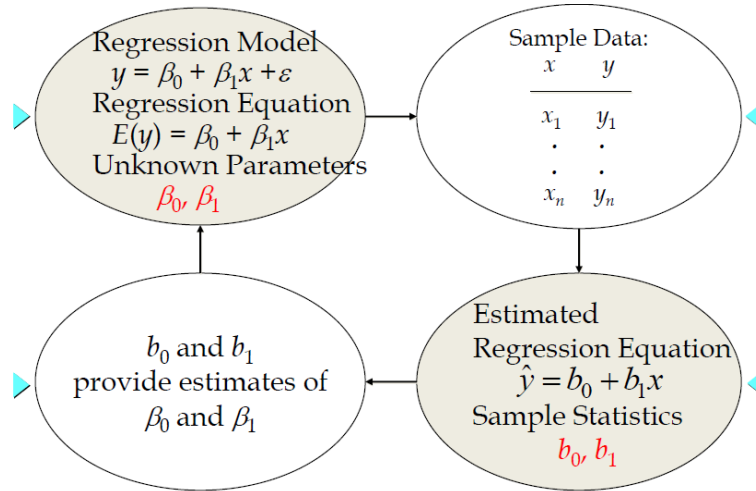 Regression Model
y = β₀ + β₁x + ε
Regression Equation
E(y) = β₀ + β₁x
Unknown Parameters
β₀, β₁
Sample Data:
x y
x₁ y₁
. .
. .
xₙ yₙ
Estimated
Regression Equation
ŷ = b₀ + b₁x
Sample Statistics
b₀, b₁
b₀ and b₁
provide estimates of
β₀ and β₁